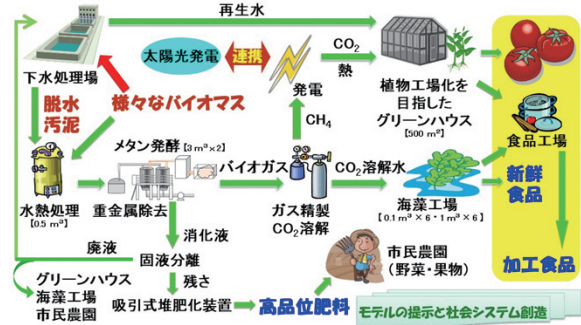 再生水
太陽光発電
連携
CO₂
熱
下水処理場
発電
植物工場化を
目指した
グリーンハウス
[500 ㎡]
脱水
汚泥
様々なバイオマス
食品工場
CH₄
メタン発酵[3㎥×2]
バイオガス
CO₂溶解水
新鮮
食品
水熱処理
[0.5 ㎥]
重金属除去
ガス精製
CO₂溶解
海藻工場
[0.1㎥×6・1㎥×6]
消化液
廃液
固液分離
市民農園
(野菜・果物)
加工食品
残さ
グリーンハウス
海藻工場
市民農園
吸引式堆肥化装置
高品位肥料
モデルの提示と社会システム創造